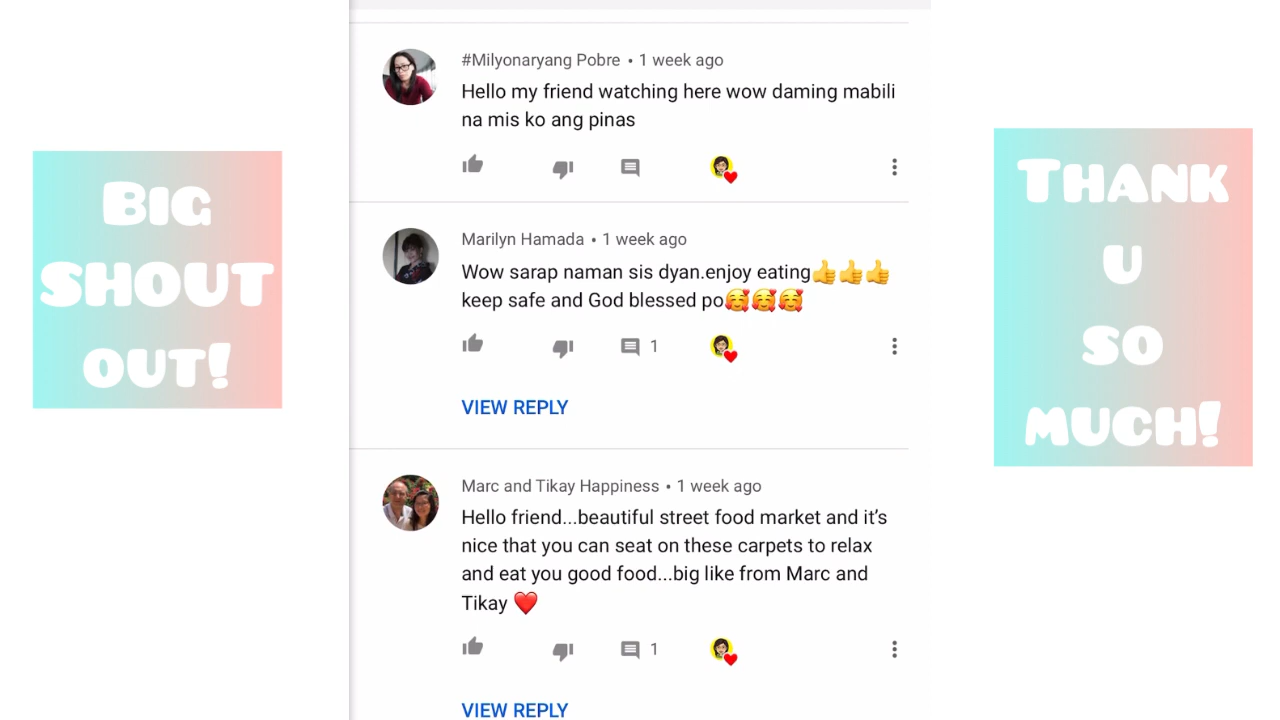 #Milyonaryang Pobre • 1 week ago
Hello my friend watching here wow daming mabili
na mis ko ang pinas
Marilyn Hamada • 1 week ago
Wow sarap naman sis dyan.enjoy eating👍👍👍
keep safe and God blessed po🥰🥰🥰
1
VIEW REPLY
Marc and Tikay Happiness • 1 week ago
Hello friend...beautiful street food market and it's
nice that you can seat on these carpets to relax
and eat you good food...big like from Marc and
Tikay ❤️
1
VIEW REPLY
BIG
SHOUT
OUT!
THANK
U
SO
MUCH!